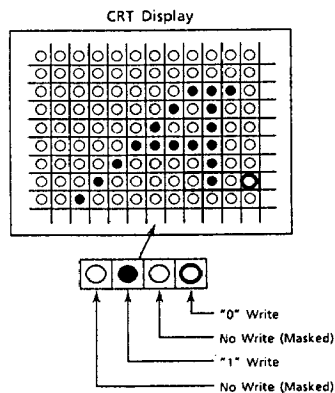 CRT Display
"0" Write
No Write (Masked)
"1" Write
No Write (Masked)